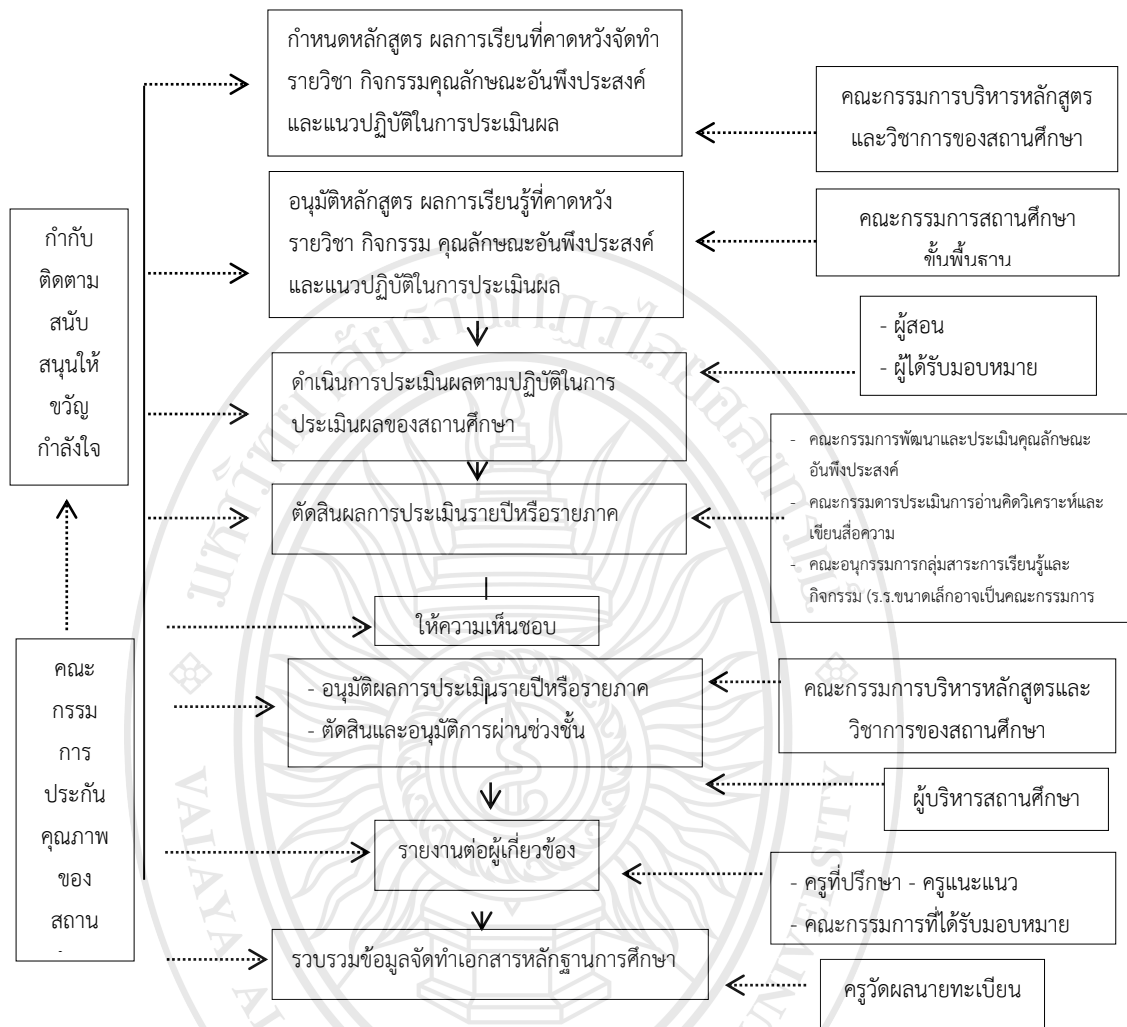 กำหนดหลักสูตร ผลการเรียนที่คาดหวังจัดทำ
รายวิชา กิจกรรมคุณลักษณะอันพึงประสงค์
และแนวปฏิบัติในการประเมินผล
คณะกรรมการบริหารหลักสูตร
และวิชาการของสถานศึกษา
อนุมัติหลักสูตร ผลการเรียนรู้ที่คาดหวัง
รายวิชา กิจกรรม คุณลักษณะอันพึงประสงค์
และแนวปฏิบัติในการประเมินผล
คณะกรรมการสถานศึกษา
ขั้นพื้นฐาน
กำกับ
ติดตาม
สนับ
สนุนให้
ขวัญ
กำลังใจ
- ผู้สอน
- ผู้ได้รับมอบหมาย
ดำเนินการประเมินผลตามปฏิบัติในการ
ประเมินผลของสถานศึกษา
- คณะกรรมการพัฒนาและประเมินคุณลักษณะ
อันพึงประสงค์
- คณะกรรมดารประเมินการอ่านคิดวิเคราะห์และ
เขียนสื่อความ
- คณะอนุกรรมการกลุ่มสาระการเรียนรู้และ
กิจกรรม (ร.ร.ขนาดเล็กอาจเป็นคณะกรรมการ
ตัดสินผลการประเมินรายปีหรือรายภาค
ให้ความเห็นชอบ
คณะ
กรรม
การ
ประกัน
คุณภาพ
ของ
สถาน
- อนุมัติผลการประเมินรายปีหรือรายภาค
- ตัดสินและอนุมัติการผ่านช่วงชั้น
คณะกรรมการบริหารหลักสูตรและ
วิชาการของสถานศึกษา
ผู้บริหารสถานศึกษา
รายงานต่อผู้เกี่ยวข้อง
- ครูที่ปรึกษา - ครูแนะแนว
- คณะกรรมการที่ได้รับมอบหมาย
รวบรวมข้อมูลจัดทำเอกสารหลักฐานการศึกษา
ครูวัดผลนายทะเบียน
VALAYA
UNIVERSITY